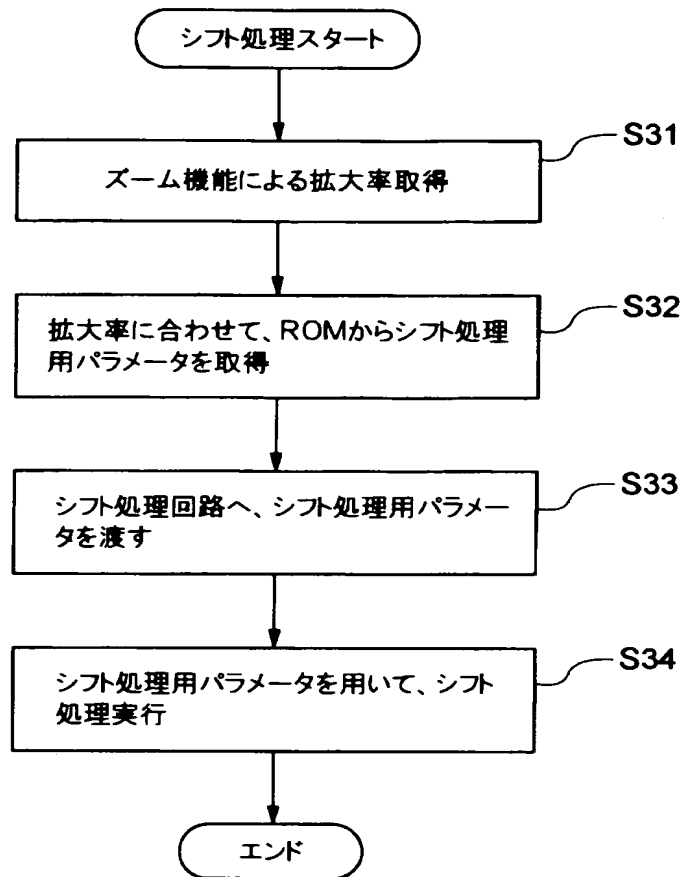 シフト処理スタート
S31
ズーム機能による拡大率取得
S32
拡大率に合わせて、ROMからシフト処理
用パラメータを取得
S33
シフト処理回路へ、シフト処理用パラメー
タを渡す
S34
シフト処理用パラメータを用いて、シフト
処理実行
エンド